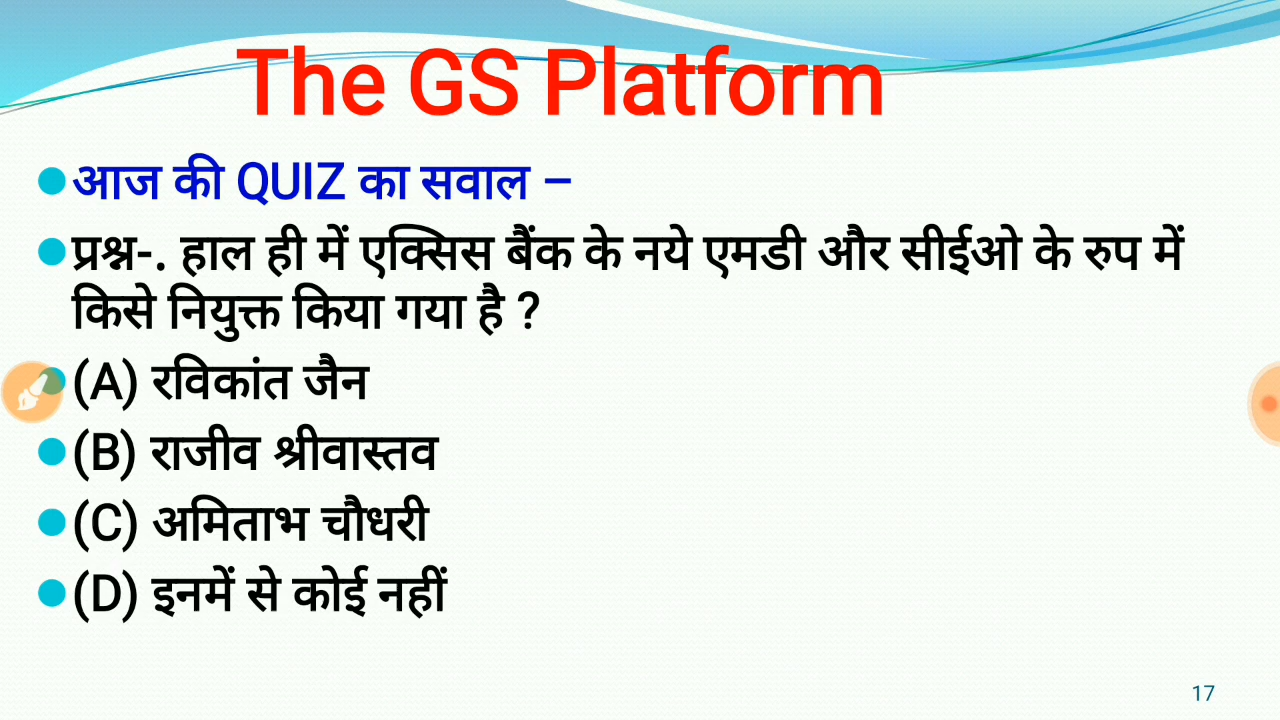 The GS Platform
आज की QUIZ का सवाल –
प्रश्न-. हाल ही में एक्सिस बैंक के नये एमडी और सीईओ के रुप में
किसे नियुक्त किया गया है ?
(A) रविकांत जैन
(B) राजीव श्रीवास्तव
(C) अमिताभ चौधरी
(D) इनमें से कोई नहीं
17